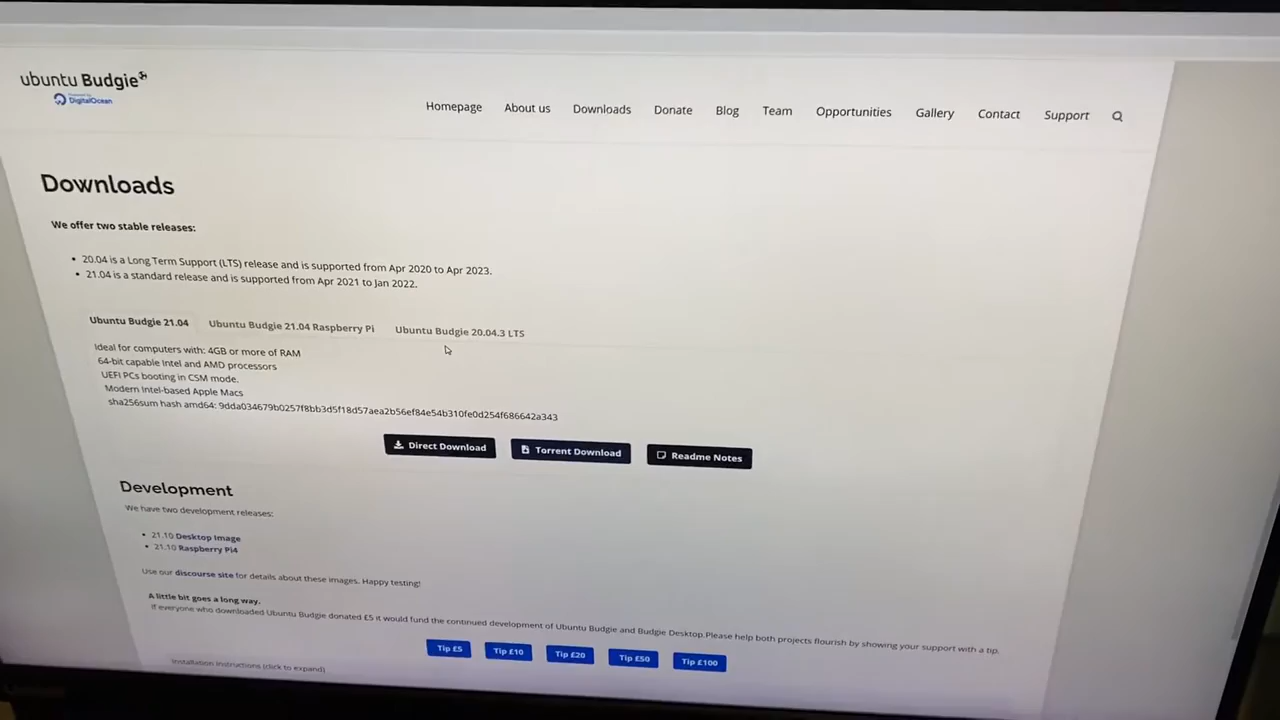 ubuntu Budgie
DigitalOcean
Homepage About us Downloads Donate Blog Team Opportunities Gallery Contact Support
Downloads
We offer two stable releases:
• 20.04 is a Long Term Support (LTS) release and is supported from Apr 2020 to Apr 2023.
• 21.04 is a standard release and is supported from Apr 2021 to Jan 2022.
Ubuntu Budgie 21.04 Ubuntu Budgie 21.04 Raspberry Pi Ubuntu Budgie 20.04.3 LTS
Ideal for computers with: 4GB or more of RAM
64-bit capable Intel and AMD processors
UEFI PCs booting in CSM mode.
Modern Intel-based Apple Macs
sha256sum hash amd64: 9dda034679b0257f8bb3d5f18d57aea2b56ef84e54b310fe0d254f686642a343
Direct Download Torrent Download Readme Notes
Development
We have two development releases:
• 21.10 Desktop Image
• 21.10 Raspberry Pi4
Use our discourse site for details about these images. Happy testing!
A little bit goes a long way.
If everyone who downloaded Ubuntu Budgie donated £5 it would fund the continued development of Ubuntu Budgie and Budgie Desktop.Please help both projects flourish by showing your support with a tip.
Tip £5 Tip £10 Tip £20 Tip £50 Tip £100
Installation Instructions (click to expand)